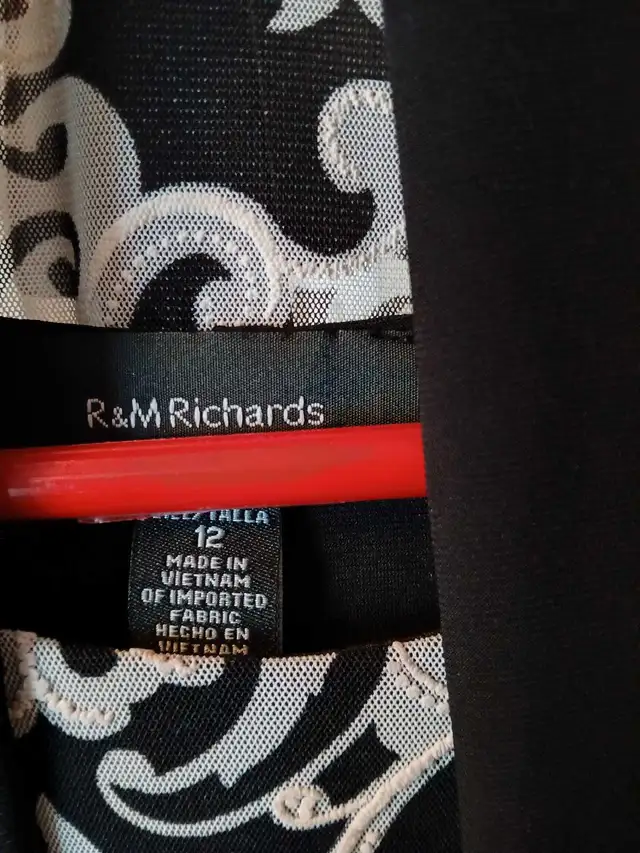 R&M Richards
TALLA
12
MADE IN
VIETNAM
OF IMPORTED
FABRIC
HECHO EN
VIETNAM